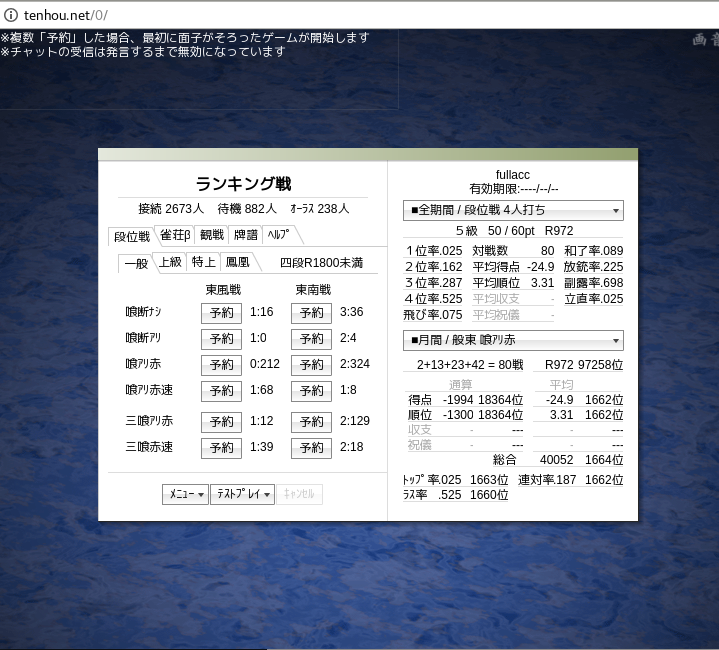 tenhou.net/0/
※複数「予約」した場合、最初に面子がそろったゲームが開始します
※チャットの受信は発言するまで無効になっています
画 音
ランキング戦
接続 2673人 待機 882人 ｵｰﾗｽ 238人
段位戦 雀荘β 観戦 牌譜 ﾍﾙﾌﾟ
一般 上級 特上 鳳凰 四段R1800未満
東風戦 東南戦
喰断ﾅｼ 予約 1:16 予約 3:36
喰断ｱﾘ 予約 1:0 予約 2:4
喰ｱﾘ赤 予約 0:212 予約 2:324
喰ｱﾘ赤速 予約 1:68 予約 1:8
三喰ｱﾘ赤 予約 1:12 予約 2:129
三喰赤速 予約 1:39 予約 2:18
ﾒﾆｭｰ ﾃｽﾄﾌﾟﾚｲ ｷｬﾝｾﾙ
fullacc
有効期限:----/--/--
■全期間 / 段位戦 4人打ち
５級 50 / 60pt R972
１位率.025 対戦数 80 和了率.089
２位率.162 平均得点 -24.9 放銃率.225
３位率.287 平均順位 3.31 副露率.698
４位率.525 平均収支 - 立直率.025
飛び率.075 平均祝儀 -
■月間 / 般東 喰ｱﾘ赤
2+13+23+42 = 80戦 R972 97258位
通算 平均
得点 -1994 18364位 -24.9 1662位
順位 -1300 18364位 3.31 1662位
収支 - --- - ---
祝儀 - --- - ---
総合 40052 1664位
ﾄｯﾌﾟ率.025 1663位 連対率.187 1662位
ﾗｽ率 .525 1660位